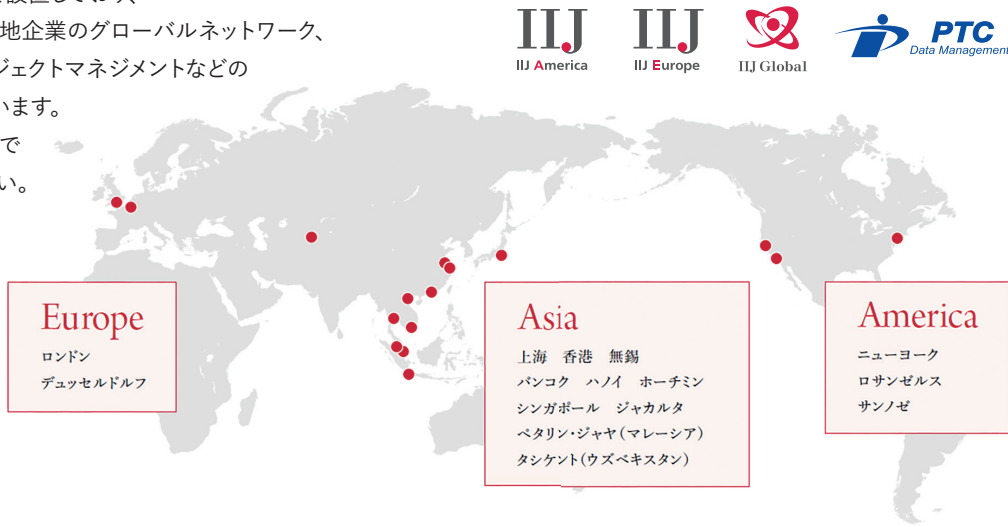 地企業のグローバルネットワーク、
ジェクトマネジメントなどの
います。
で
い。
IIJ
IIJ America
IIJ
IIJ Europe
IIJ Global
PTC
Data Management
Europe
ロンドン
デュッセルドルフ
Asia
上海　香港　無錫
バンコク　ハノイ　ホーチミン
シンガポール　ジャカルタ
ペタリン・ジャヤ（マレーシア）
タシケント（ウズベキスタン）
America
ニューヨーク
ロサンゼルス
サンノゼ